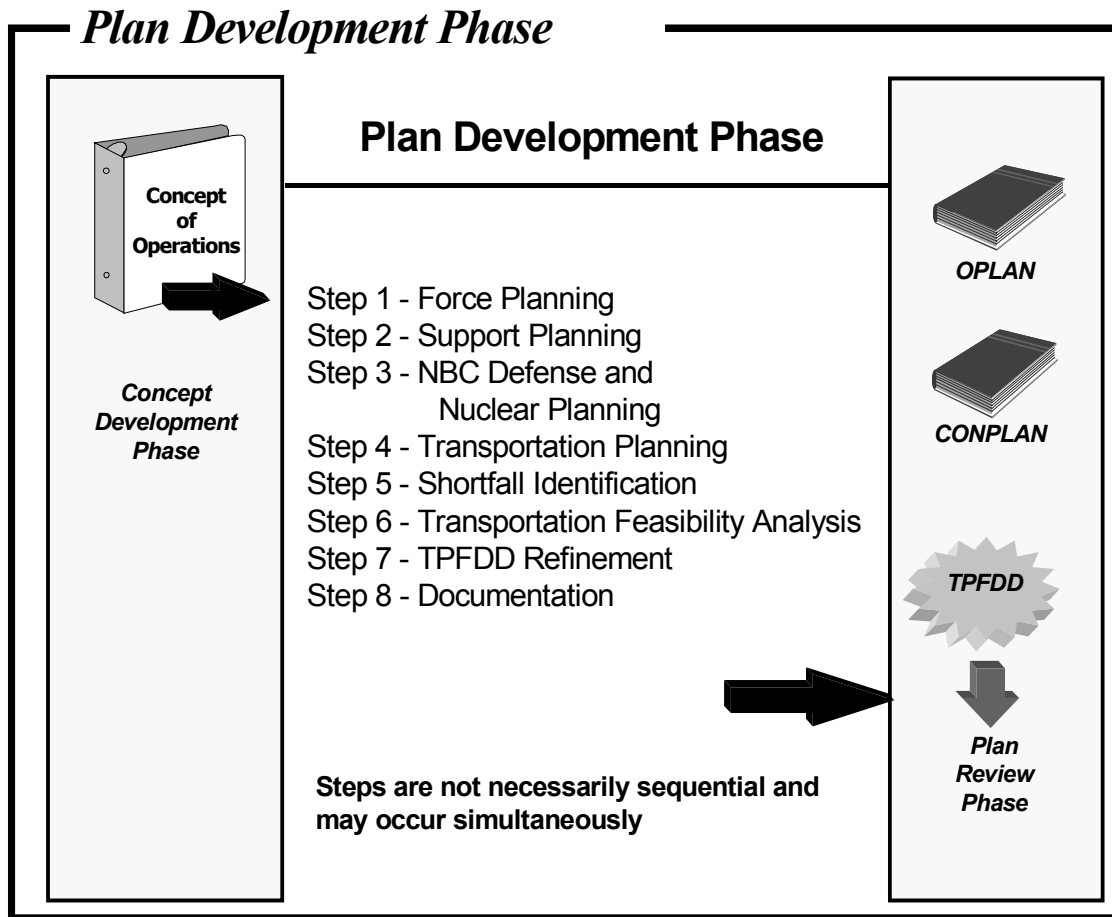 Plan Development Phase
Concept
of
Operations
Concept
Development
Phase
Plan Development Phase
Step 1 - Force Planning
Step 2 - Support Planning
Step 3 - NBC Defense and
Nuclear Planning
Step 4 - Transportation Planning
Step 5 - Shortfall Identification
Step 6 - Transportation Feasibility Analysis
Step 7 - TPFDD Refinement
Step 8 - Documentation
Steps are not necessarily sequential and
may occur simultaneously
OPLAN
CONPLAN
TPFDD
Plan
Review
Phase